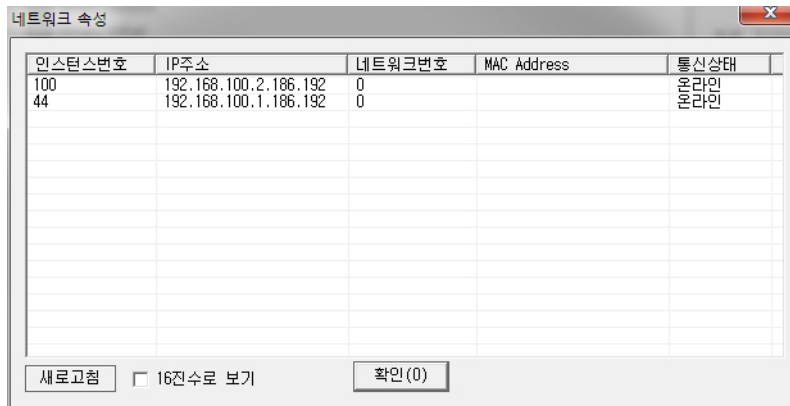 네트워크 속성
인스턴스번호 IP주소 네트워크번호 MAC Address 통신상태
100 192.168.100.2.186.192 0 온라인
44 192.168.100.1.186.192 0 온라인
새로고침 16진수로 보기 확인(O)